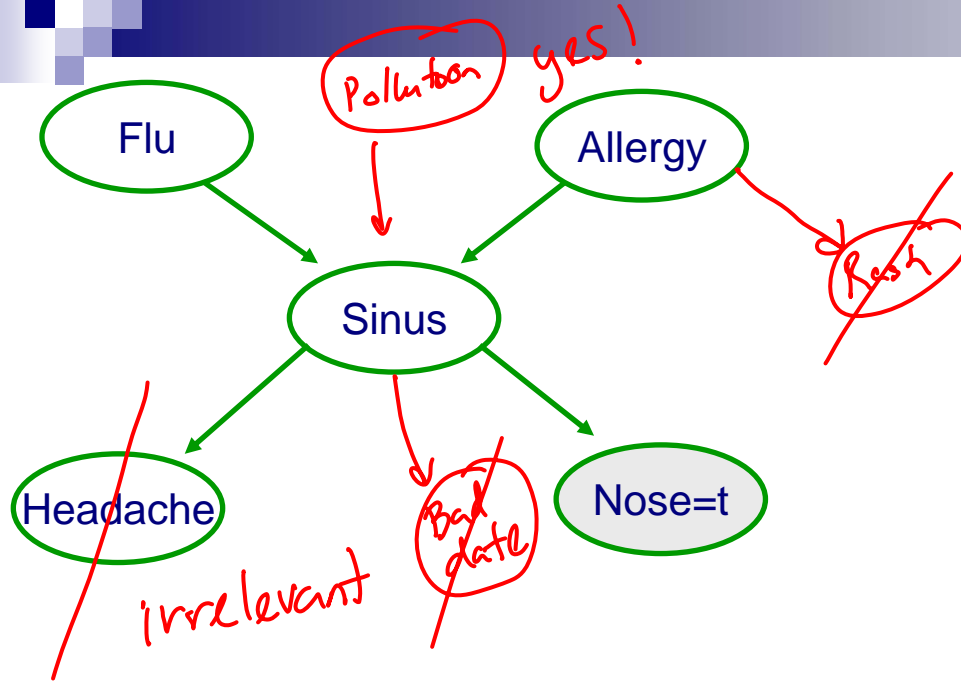 Pollution yes!
Flu
Allergy
Rash
Sinus
Headache
Bad
date
Nose=t
irrelevant